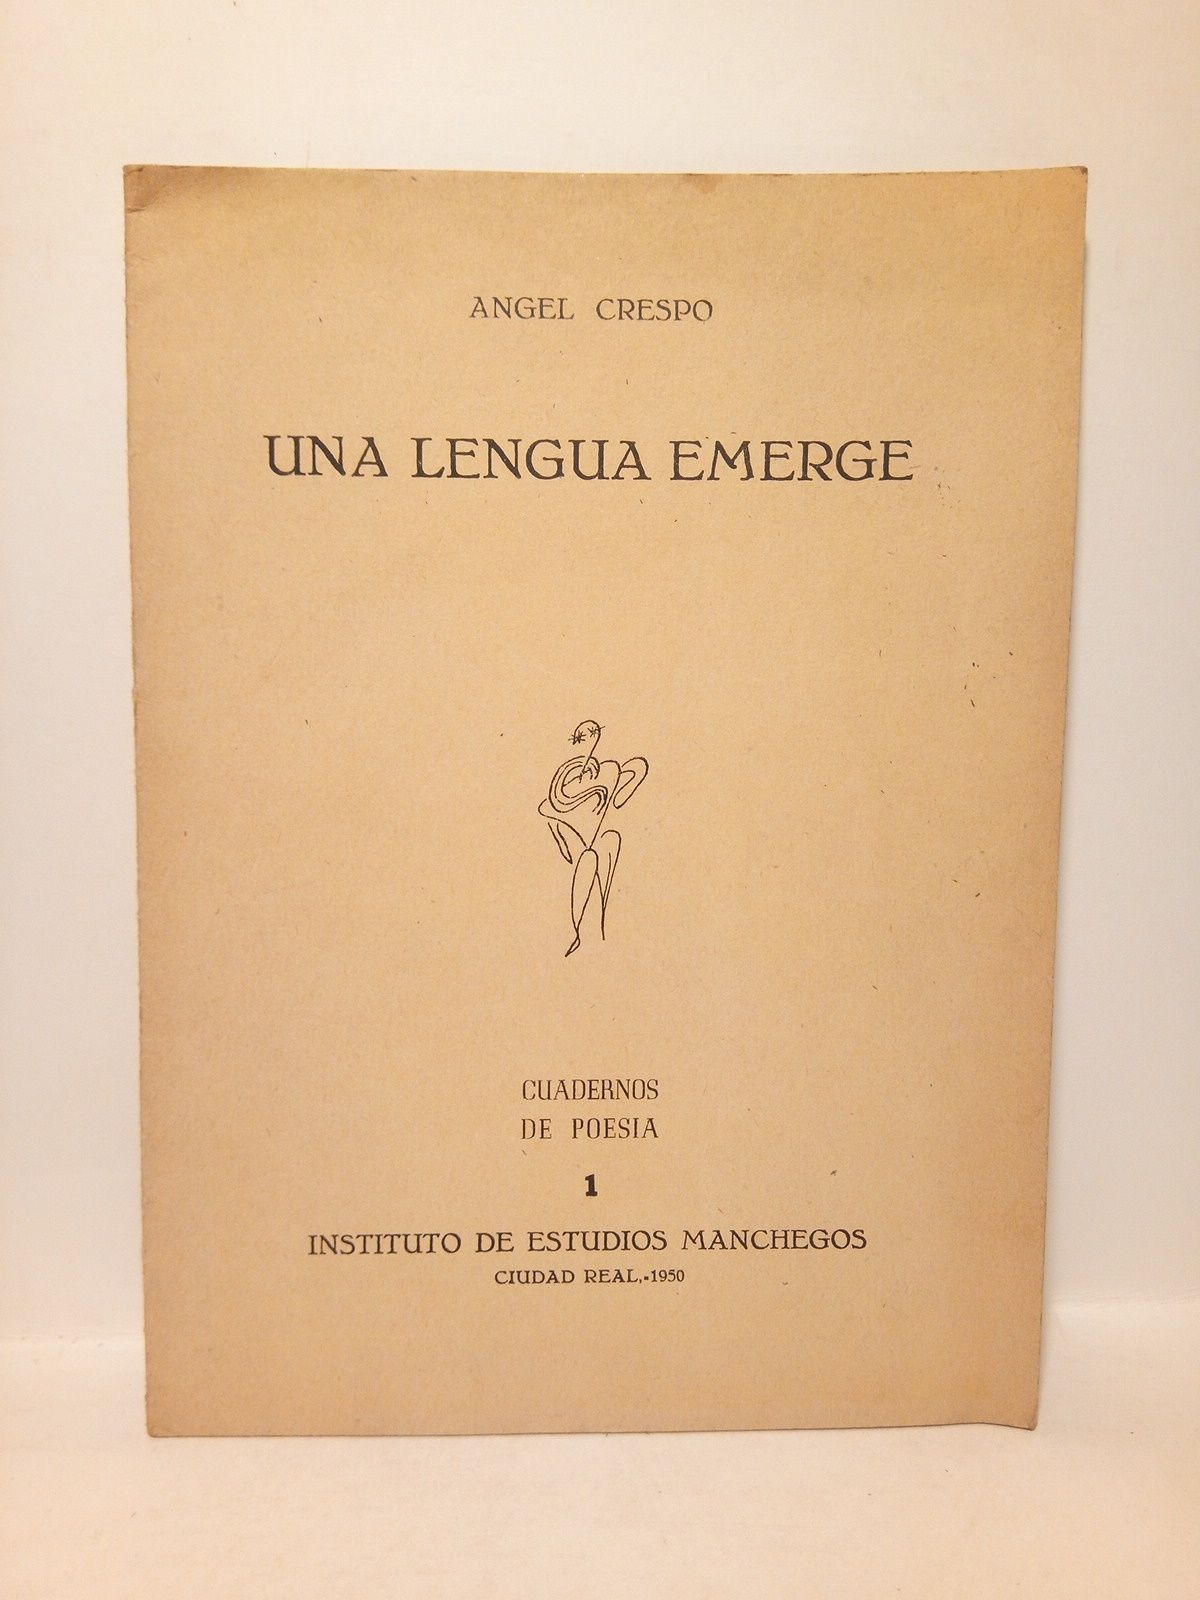 ANGEL CRESPO
UNA LENGUA EMERGE
CUADERNOS
DE POESIA
1
INSTITUTO DE ESTUDIOS MANCHEGOS
CIUDAD REAL,-1950